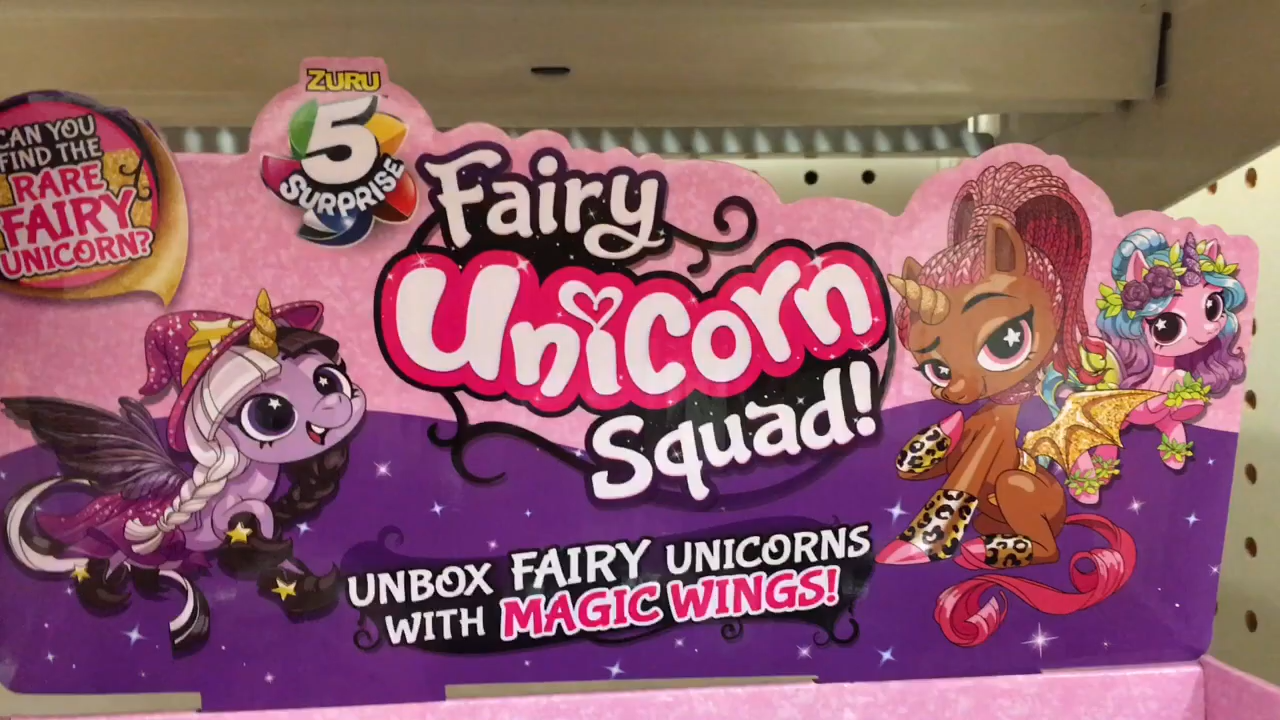 CAN YOU
FIND THE
RARE
FAIRY
UNICORN?
ZURU
5
SURPRISE
Fairy
Unicorn
Squad!
UNBOX FAIRY UNICORNS
WITH MAGIC WINGS!